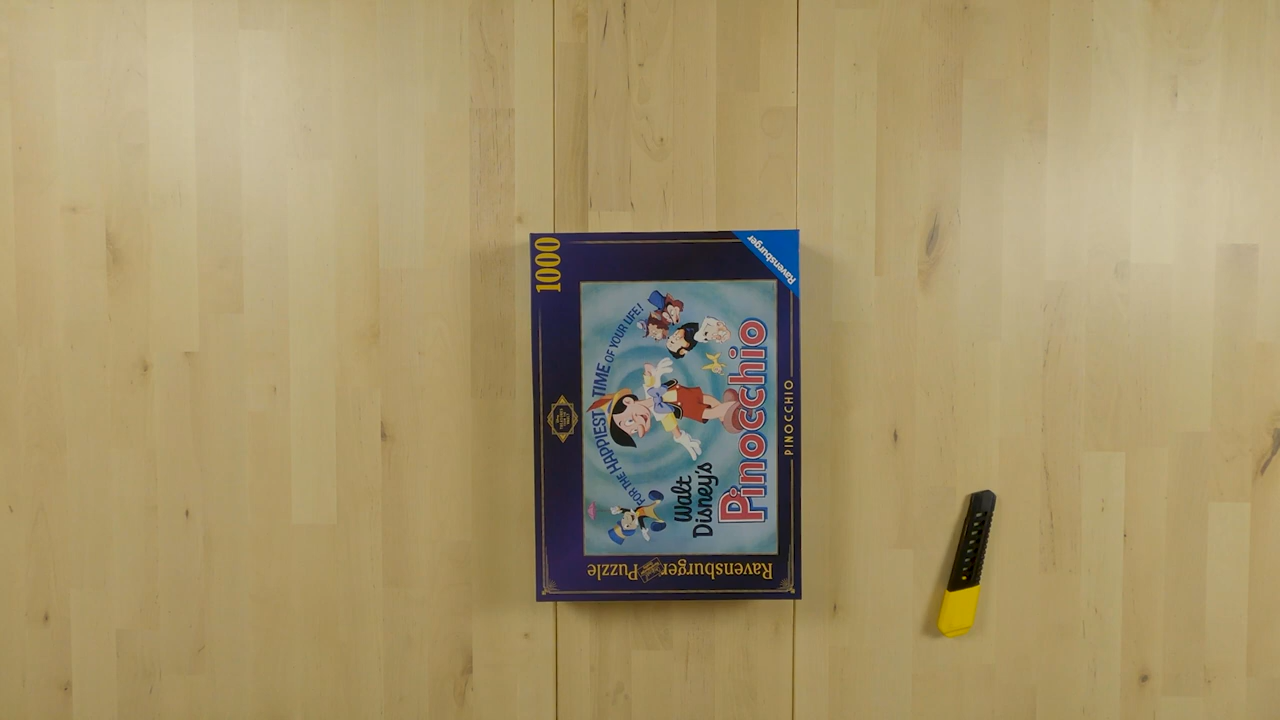 1000
Ravensburger
FOR THE HAPPIEST TIME OF YOUR LIFE!
Walt
Disney's
Pinocchio
PINOCCHIO
Ravensburger
Puzzle